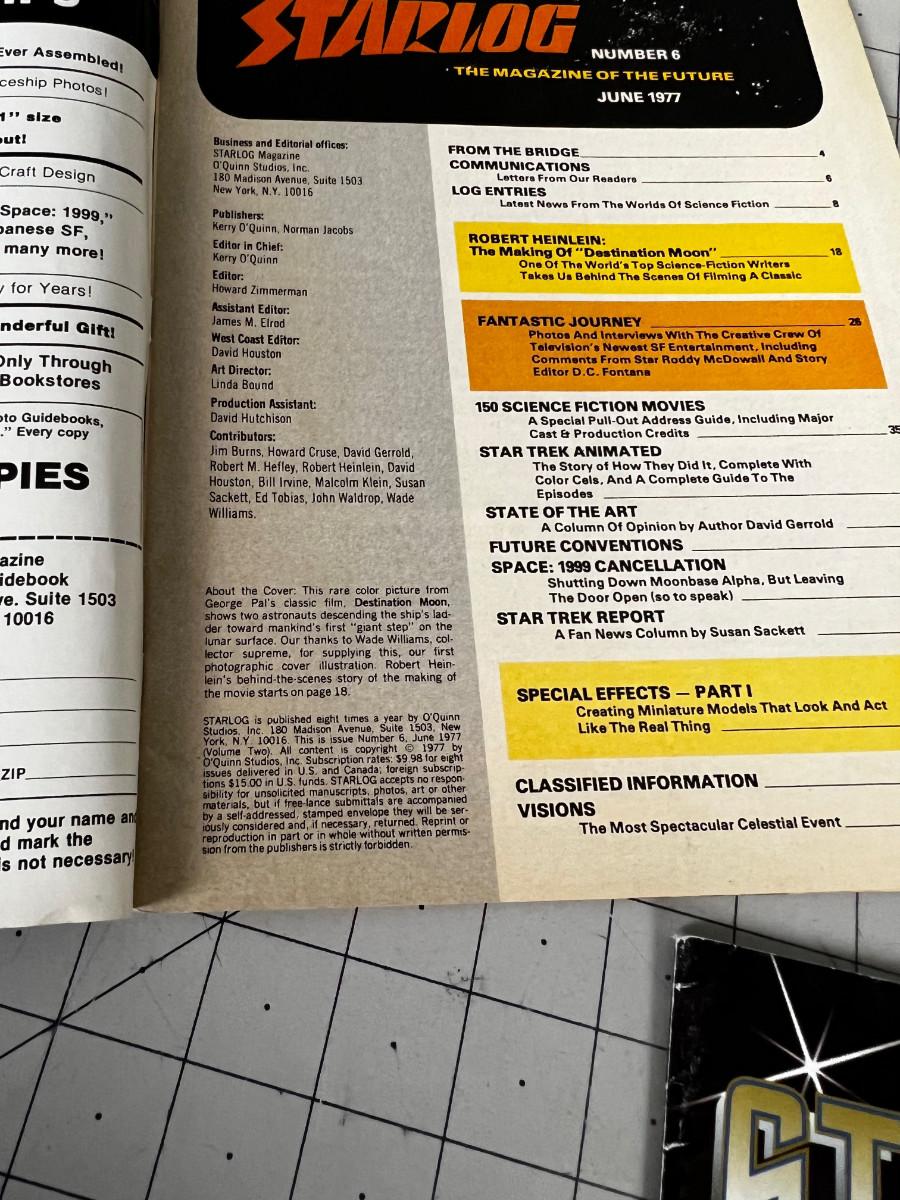 Ever Assembled!
ceship Photos!
1" size
out!
Craft Design
Space: 1999,"
panese SF,
many more!
y for Years!
nderful Gift!
Only Through
Bookstores
oto Guidebooks,
." Every copy
PIES
azine
idebook
ve. Suite 1503
10016
ZIP
nd your name and
d mark the
is not necessary!
STARLOG
NUMBER 6
THE MAGAZINE OF THE FUTURE
JUNE 1977
Business and Editorial offices:
STARLOG Magazine
O'Quinn Studios, Inc.
180 Madison Avenue, Suite 1503
New York, N.Y. 10016
Publishers:
Kerry O'Quinn, Norman Jacobs
Editor in Chief:
Kerry O'Quinn
Editor:
Howard Zimmerman
Assistant Editor:
James M. Elrod
West Coast Editor:
David Houston
Art Director:
Linda Bound
Production Assistant:
David Hutchison
Contributors:
Jim Burns, Howard Cruse, David Gerrold,
Robert M. Hefley, Robert Heinlein, David
Houston, Bill Irvine, Malcolm Klein, Susan
Sackett, Ed Tobias, John Waldrop, Wade
Williams.
About the Cover: This rare color picture from
George Pal's classic film, Destination Moon,
shows two astronauts descending the ship's lad-
der toward mankind's first "giant step" on the
lunar surface. Our thanks to Wade Williams, col-
lector supreme, for supplying this, our first
photographic cover illustration. Robert Hein-
lein's behind-the-scenes story of the making of
the movie starts on page 18.
STARLOG is published eight times a year by O'Quinn
Studios, Inc. 180 Madison Avenue, Suite 1503, New
York, N.Y. 10016. This is issue Number 6, June 1977
(Volume Two). All content is copyright © 1977 by
O'Quinn Studios, Inc. Subscription rates: $9.98 for eight
issues delivered in U.S. and Canada; foreign subscrip-
tions $15.00 in U.S. funds. STARLOG accepts no respon-
sibility for unsolicited manuscripts, photos, art or other
materials, but if free-lance submittals are accompanied
by a self-addressed, stamped envelope they will be ser-
iously considered and, if necessary, returned. Reprint or
reproduction in part or in whole without written permis-
sion from the publishers is strictly forbidden.
FROM THE BRIDGE 4
COMMUNICATIONS
Letters From Our Readers 6
LOG ENTRIES
Latest News From The Worlds Of Science Fiction 8
ROBERT HEINLEIN:
The Making Of "Destination Moon" 18
One Of The World's Top Science-Fiction Writers
Takes Us Behind The Scenes Of Filming A Classic
FANTASTIC JOURNEY 26
Photos And Interviews With The Creative Crew Of
Television's Newest SF Entertainment, Including
Comments From Star Roddy McDowall And Story
Editor D.C. Fontana
150 SCIENCE FICTION MOVIES
A Special Pull-Out Address Guide, Including Major
Cast & Production Credits 35
STAR TREK ANIMATED
The Story of How They Did It, Complete With
Color Cels, And A Complete Guide To The
Episodes
STATE OF THE ART
A Column Of Opinion by Author David Gerrold
FUTURE CONVENTIONS
SPACE: 1999 CANCELLATION
Shutting Down Moonbase Alpha, But Leaving
The Door Open (so to speak)
STAR TREK REPORT
A Fan News Column by Susan Sackett
SPECIAL EFFECTS — PART I
Creating Miniature Models That Look And Act
Like The Real Thing
CLASSIFIED INFORMATION
VISIONS
The Most Spectacular Celestial Event
ST